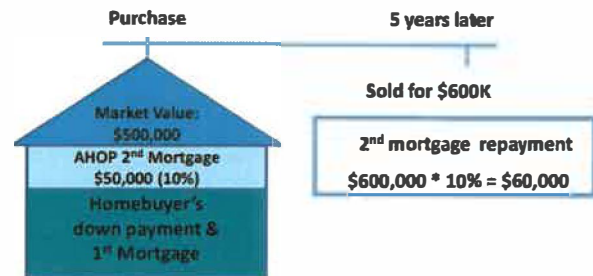 Purchase
5 years later
Market Value:
$500,000
AHOP 2nd Mortgage
$50,000 (10%)
Homebuyer's
down payment &
1st Mortgage
Sold for $600K
2nd mortgage repayment
$600,000 * 10% = $60,000